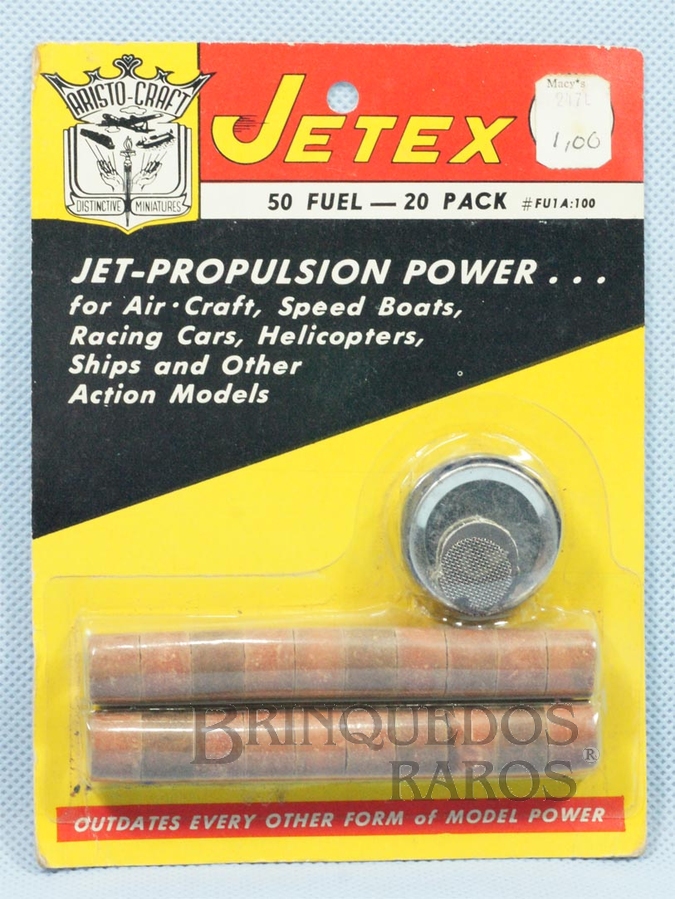 ARISTO-CRAFT
DISTINCTIVE MINIATURES
JETEX
Macy's
1,00
50 FUEL — 20 PACK #FU1A:100
JET-PROPULSION POWER...
for Air·Craft, Speed Boats,
Racing Cars, Helicopters,
Ships and Other
Action Models
BRINQUEDOS
RAROS ®
OUTDATES EVERY OTHER FORM of MODEL POWER